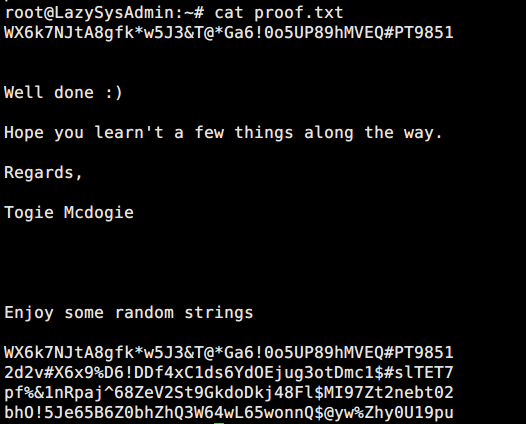 root@LazySysAdmin:~# cat proof.txt
WX6k7NJtA8gfk*w5J3&T@*Ga6!0o5UP89hMVEQ#PT9851
Well done :)
Hope you learn't a few things along the way.
Regards,
Togie Mcdogie
Enjoy some random strings
WX6k7NJtA8gfk*w5J3&T@*Ga6!0o5UP89hMVEQ#PT9851
2d2v#X6x9%D6!DDf4xC1ds6YdOEjug3otDmc1$#slTET7
pf%&1nRpaj^68ZeV2St9GkdoDkj48Fl$MI97Zt2nebt02
bhO!5Je65B6Z0bhZhQ3W64wL65wonnQ$@yw%Zhy0U19pu